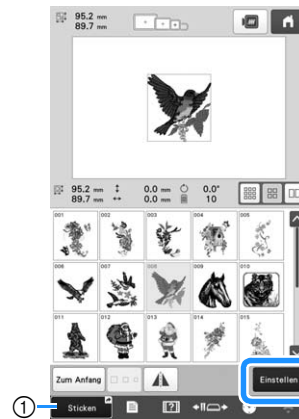 95.2 mm
89.7 mm
95.2 mm 0.0 mm 0.0°
89.7 mm 0.0 mm 10
001 002 003 004 005
006 007 008 009 010
011 012 013 014 015
Zum Anfang Einstellen
① Sticken